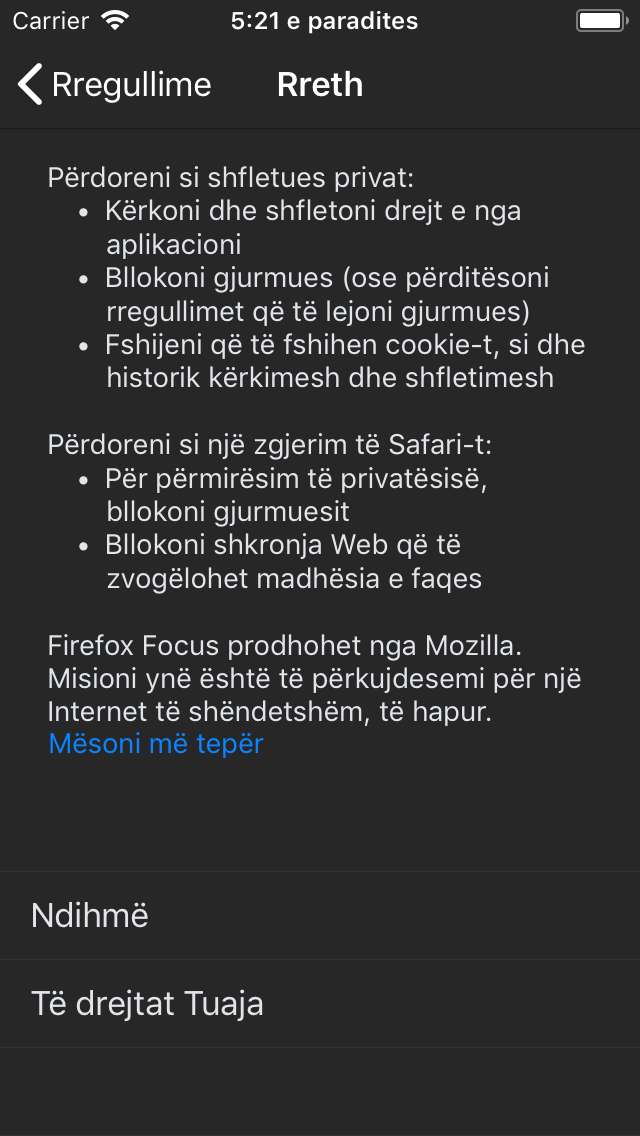 Carrier 5:21 e paradites
Rregullime Rreth
Përdoreni si shfletues privat:
• Kërkoni dhe shfletoni drejt e nga
aplikacioni
• Bllokoni gjurmues (ose përditësoni
rregullimet që të lejoni gjurmues)
• Fshijeni që të fshihen cookie-t, si dhe
historik kërkimesh dhe shfletimesh
Përdoreni si një zgjerim të Safari-t:
• Për përmirësim të privatësisë,
bllokoni gjurmuesit
• Bllokoni shkronja Web që të
zvogëlohet madhësia e faqes
Firefox Focus prodhohet nga Mozilla.
Misioni ynë është të përkujdesemi për një
Internet të shëndetshëm, të hapur.
Mësoni më tepër
Ndihmë
Të drejtat Tuaja